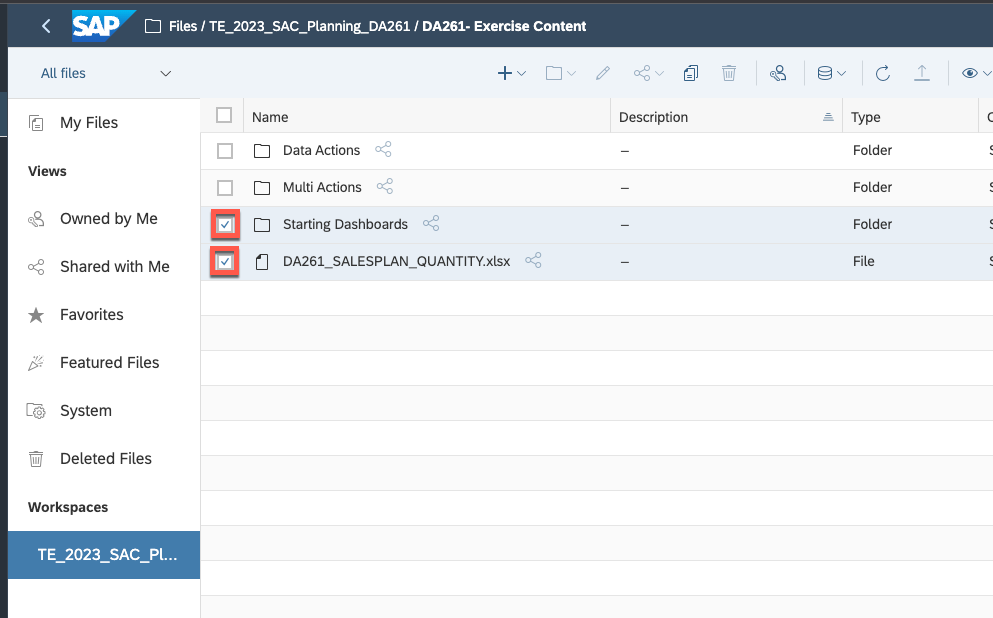 SAP Files / TE_2023_SAC_Planning_DA261 / DA261- Exercise Content
All files
My Files
Views
Owned by Me
Shared with Me
Favorites
Featured Files
System
Deleted Files
Workspaces
TE_2023_SAC_Pl...
Name Description Type
Data Actions – Folder
Multi Actions – Folder
Starting Dashboards – Folder
DA261_SALESPLAN_QUANTITY.xlsx – File